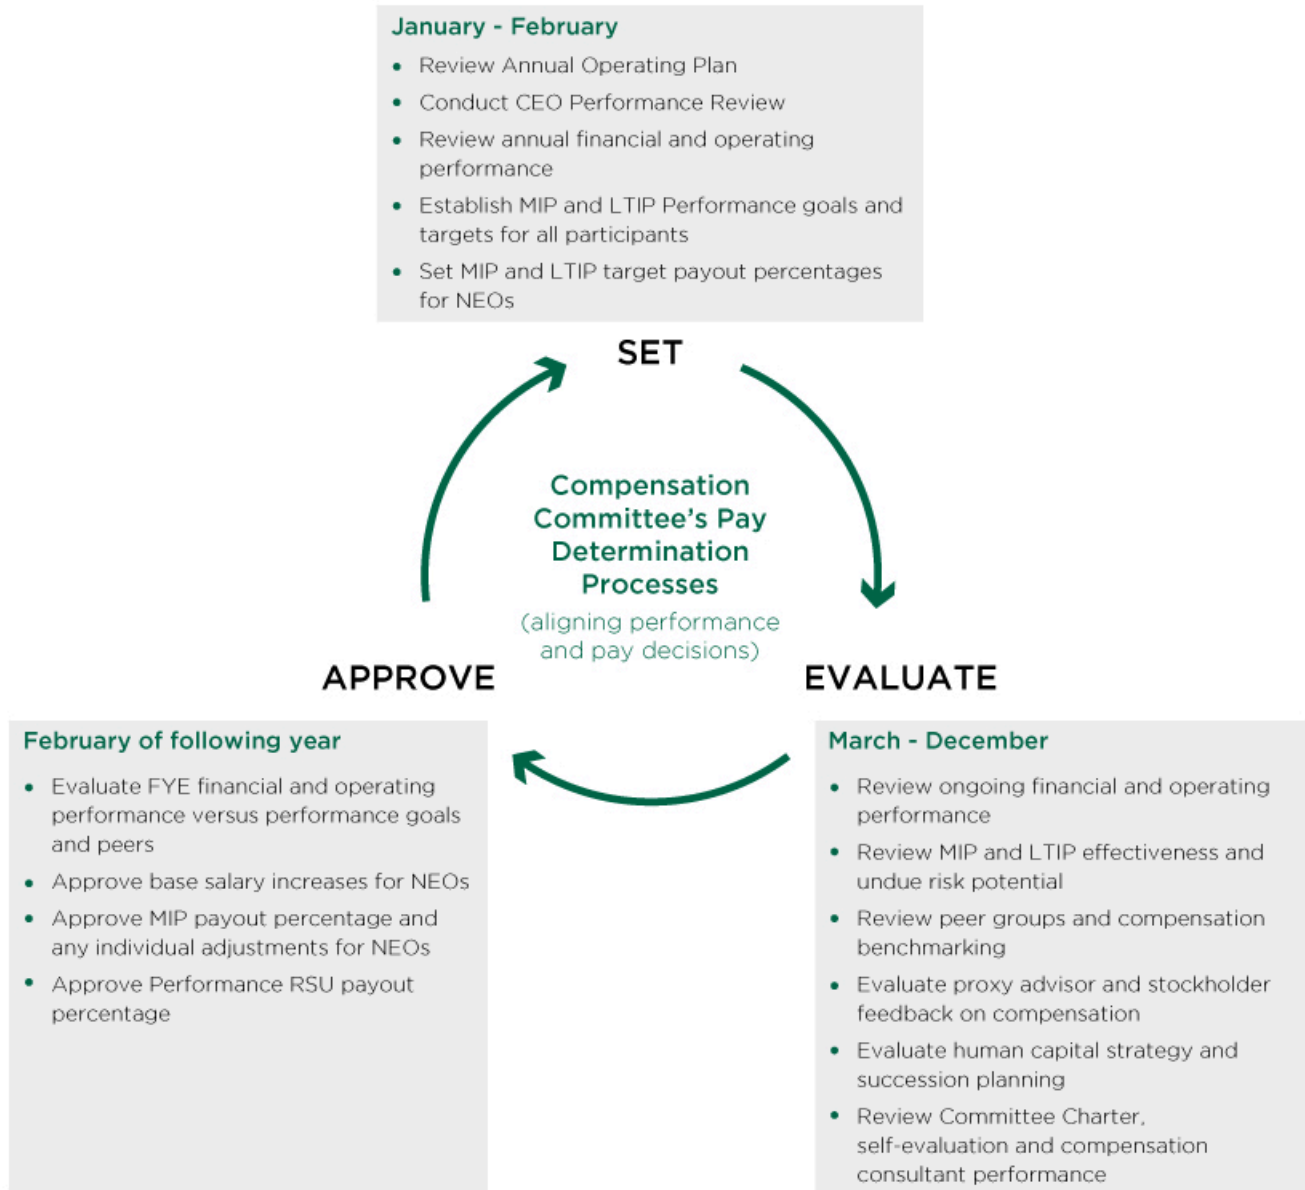 January - February
• Review Annual Operating Plan
• Conduct CEO Performance Review
• Review annual financial and operating
performance
• Establish MIP and LTIP Performance goals and
targets for all participants
• Set MIP and LTIP target payout percentages
for NEOs
SET
Compensation
Committee’s Pay
Determination
Processes
(aligning performance
and pay decisions)
EVALUATE
March - December
• Review ongoing financial and operating
performance
• Review MIP and LTIP effectiveness and
undue risk potential
• Review peer groups and compensation
benchmarking
• Evaluate proxy advisor and stockholder
feedback on compensation
• Evaluate human capital strategy and
succession planning
• Review Committee Charter,
self-evaluation and compensation
consultant performance
APPROVE
February of following year
• Evaluate FYE financial and operating
performance versus performance goals
and peers
• Approve base salary increases for NEOs
• Approve MIP payout percentage and
any individual adjustments for NEOs
• Approve Performance RSU payout
percentage